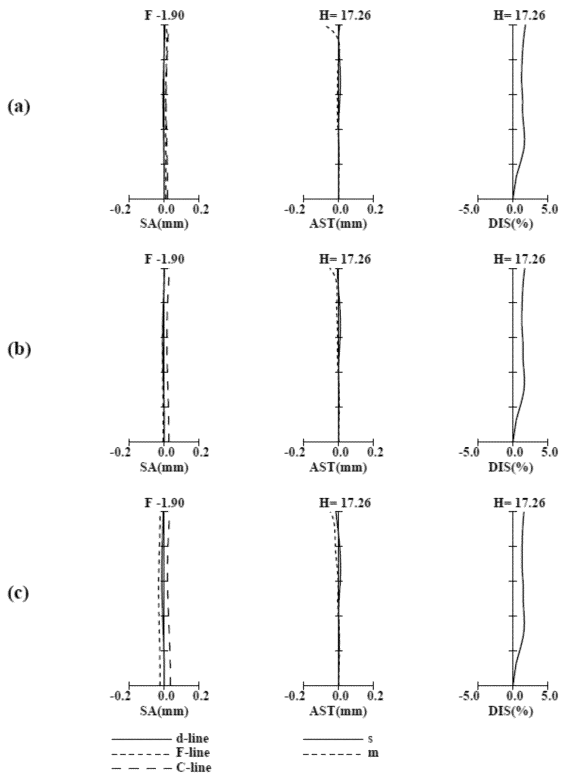 F -1.90 H= 17.26 H= 17.26
(a)
-0.2 0.0 0.2 -0.2 0.0 0.2 -5.0 0.0 5.0
SA(mm) AST(mm) DIS(%)
F -1.90 H= 17.26 H= 17.26
(b)
-0.2 0.0 0.2 -0.2 0.0 0.2 -5.0 0.0 5.0
SA(mm) AST(mm) DIS(%)
F -1.90 H= 17.26 H= 17.26
(c)
-0.2 0.0 0.2 -0.2 0.0 0.2 -5.0 0.0 5.0
SA(mm) AST(mm) DIS(%)
d-line s
F-line m
C-line